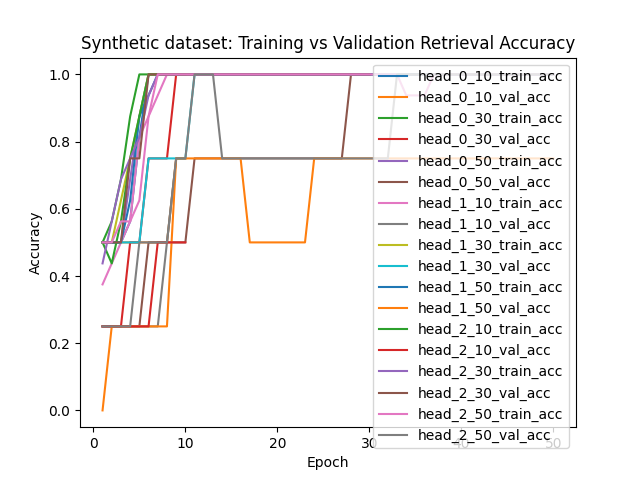 Synthetic dataset: Training vs Validation Retrieval Accuracy
Accuracy
1.0
0.8
0.6
0.4
0.2
0.0
head_0_10_train_acc
head_0_10_val_acc
head_0_30_train_acc
head_0_30_val_acc
head_0_50_train_acc
head_0_50_val_acc
head_1_10_train_acc
head_1_10_val_acc
head_1_30_train_acc
head_1_30_val_acc
head_1_50_train_acc
head_1_50_val_acc
head_2_10_train_acc
head_2_10_val_acc
head_2_30_train_acc
head_2_30_val_acc
head_2_50_train_acc
head_2_50_val_acc
0 10 20 30 40 50
Epoch